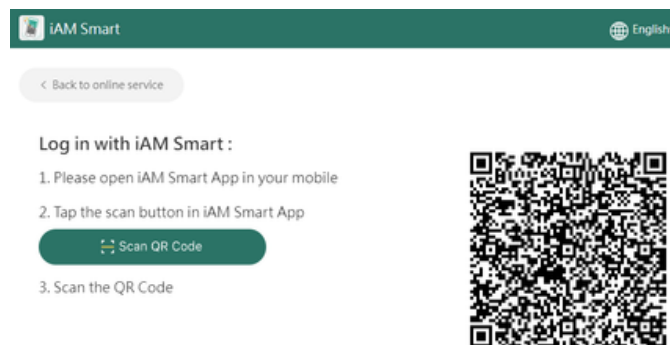 iAM Smart
English
< Back to online service
Log in with iAM Smart :
1. Please open iAM Smart App in your mobile
2. Tap the scan button in iAM Smart App
Scan QR Code
3. Scan the QR Code